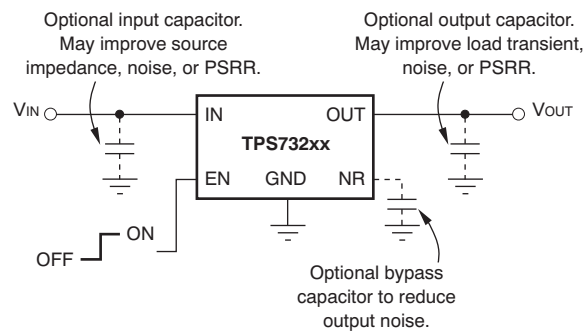 Optional input capacitor.
May improve source
impedance, noise, or PSRR.
Optional output capacitor.
May improve load transient,
noise, or PSRR.
VIN
IN
OUT
VOUT
TPS732xx
EN
GND
NR
ON
OFF
Optional bypass
capacitor to reduce
output noise.